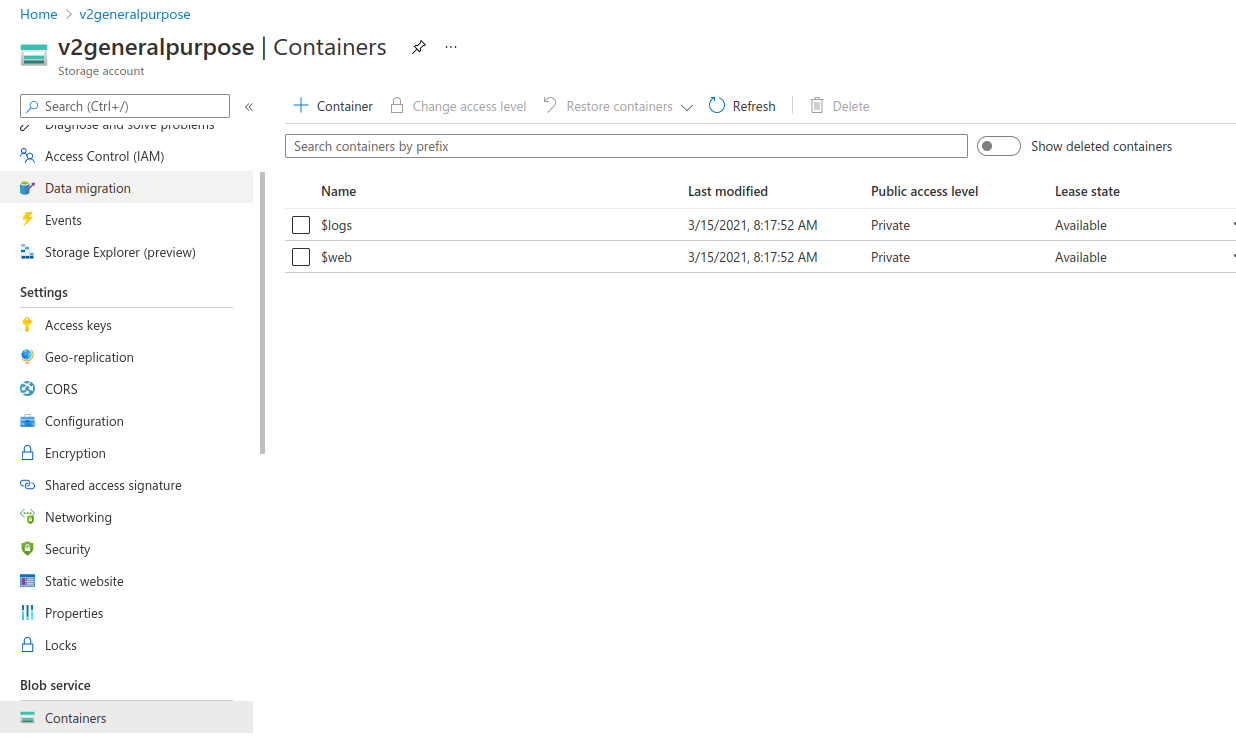 Home > v2generalpurpose
v2generalpurpose | Containers ...
Storage account
Search (Ctrl+/) «
Diagnose and solve problems
Access Control (IAM)
Data migration
Events
Storage Explorer (preview)
Settings
Access keys
Geo-replication
CORS
Configuration
Encryption
Shared access signature
Networking
Security
Static website
Properties
Locks
Blob service
Containers
+ Container Change access level Restore containers Refresh Delete
Search containers by prefix Show deleted containers
Name Last modified Public access level Lease state
$logs 3/15/2021, 8:17:52 AM Private Available
$web 3/15/2021, 8:17:52 AM Private Available